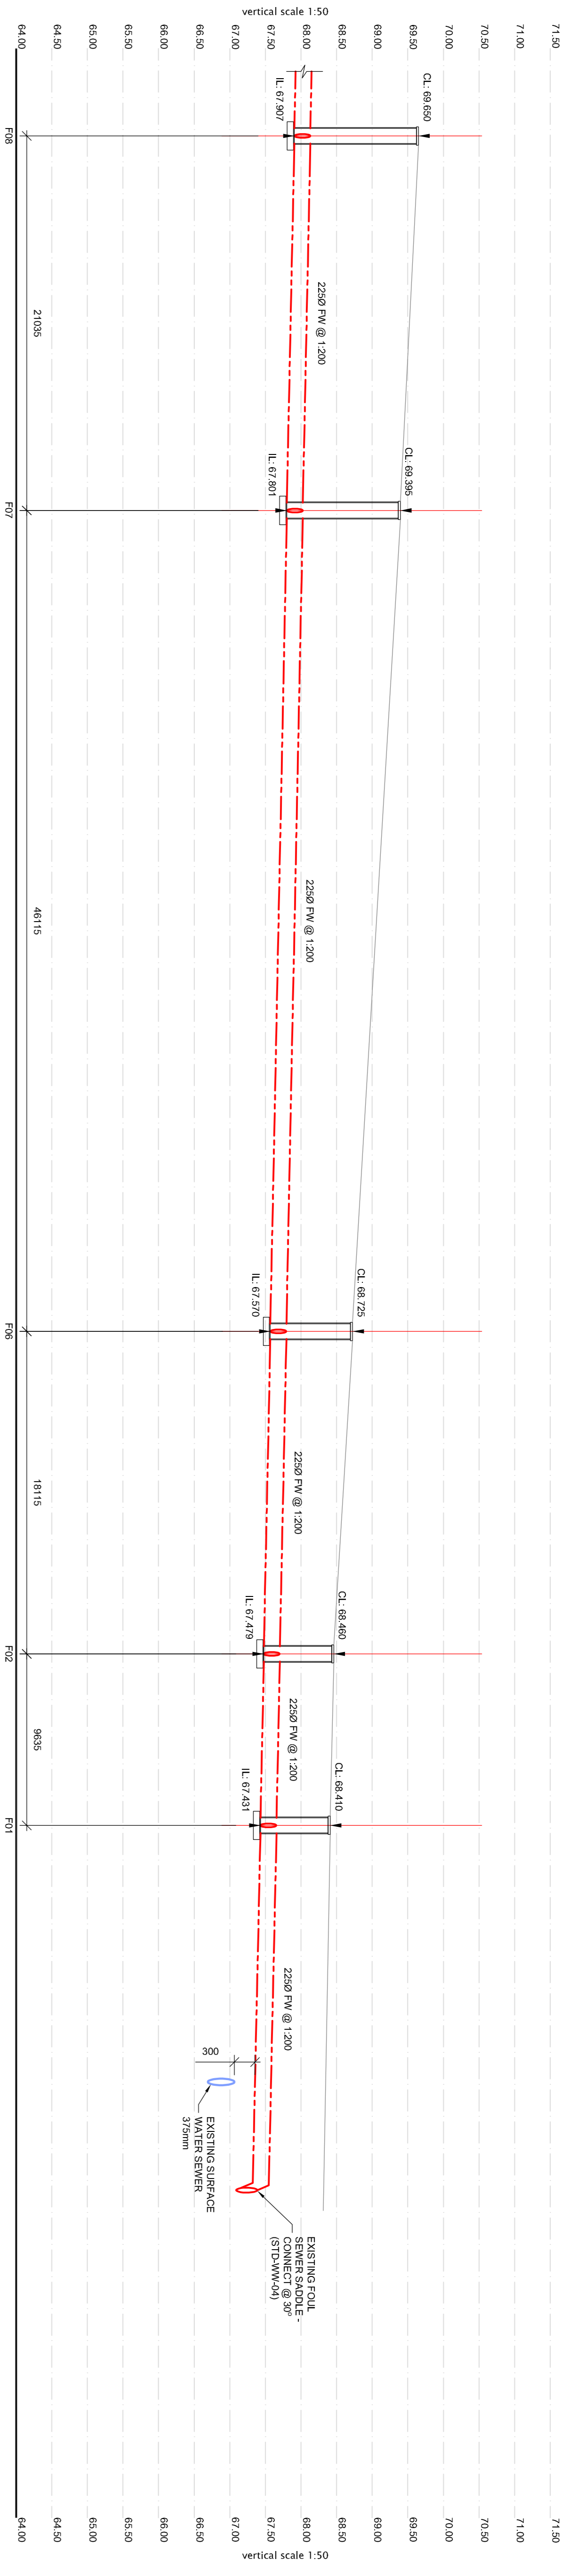 vertical scale 1:50
71.50
71.00
70.50
70.00
69.50
69.00
68.50
68.00
67.50
67.00
66.50
66.00
65.50
65.00
64.50
64.00
CL: 69.650
IL: 67.907
F08
225Ø FW @ 1:200
21035
CL: 69.395
IL: 67.801
F07
225Ø FW @ 1:200
46115
CL: 68.725
IL: 67.570
F06
225Ø FW @ 1:200
18115
CL: 68.460
IL: 67.479
F02
225Ø FW @ 1:200
9635
CL: 68.410
IL: 67.431
F01
225Ø FW @ 1:200
300
EXISTING SURFACE
WATER SEWER
375mm
EXISTING FOUL
SEWER SADDLE -
CONNECT @ 30°
(STD-WW-04)
71.50
71.00
70.50
70.00
69.50
69.00
68.50
68.00
67.50
67.00
66.50
66.00
65.50
65.00
64.50
64.00
vertical scale 1:50